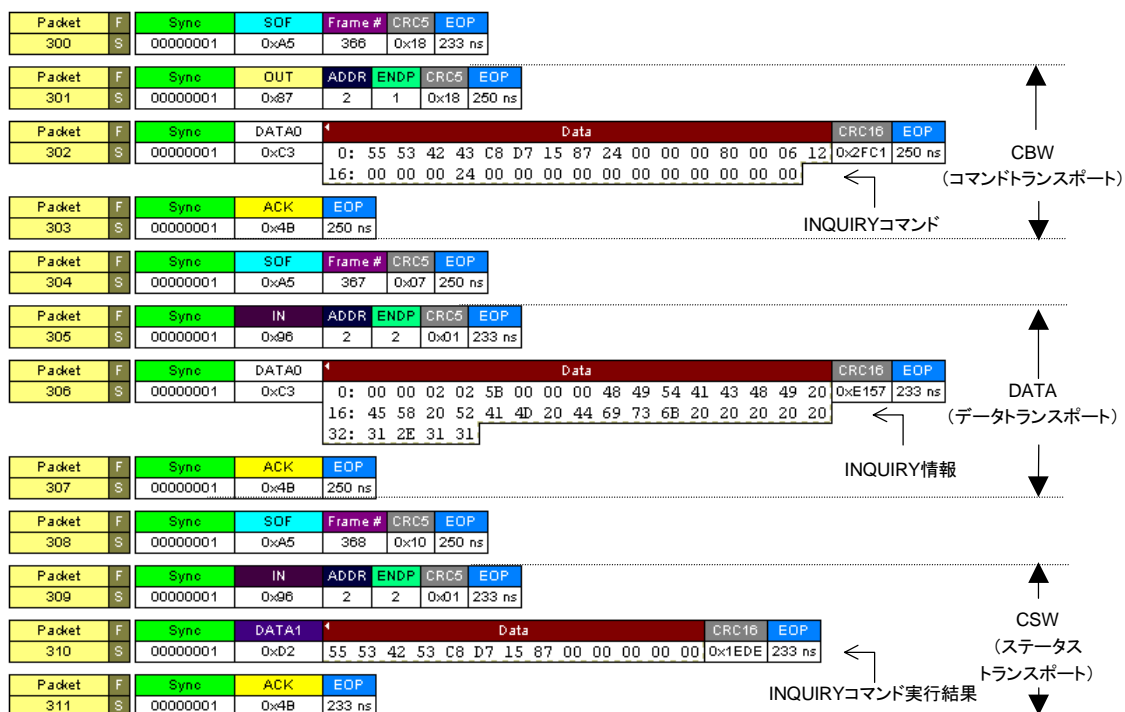 Packet F Sync SOF Frame # CRC5 EOP
300 S 00000001 0xA5 366 0x18 233 ns
Packet F Sync OUT ADDR ENDP CRC5 EOP
301 S 00000001 0x87 2 1 0x18 250 ns
Packet F Sync DATA0 Data CRC16 EOP
302 S 00000001 0xC3 0: 55 53 42 43 C8 D7 15 87 24 00 00 00 80 00 06 12 0x2FC1 250 ns
16: 00 00 00 24 00 00 00 00 00 00 00 00 00 00 00
CBW
(コマンドトランスポート)
INQUIRYコマンド
Packet F Sync ACK EOP
303 S 00000001 0x4B 250 ns
Packet F Sync SOF Frame # CRC5 EOP
304 S 00000001 0xA5 367 0x07 250 ns
Packet F Sync IN ADDR ENDP CRC5 EOP
305 S 00000001 0x96 2 2 0x01 233 ns
Packet F Sync DATA0 Data CRC16 EOP
306 S 00000001 0xC3 0: 00 00 02 02 5B 00 00 00 48 49 54 41 43 48 49 20 0xE157 233 ns
16: 45 58 20 52 41 4D 20 44 69 73 6B 20 20 20 20 20
32: 31 2E 31 31
DATA
(データトランスポート)
INQUIRY情報
Packet F Sync ACK EOP
307 S 00000001 0x4B 250 ns
Packet F Sync SOF Frame # CRC5 EOP
308 S 00000001 0xA5 368 0x10 250 ns
Packet F Sync IN ADDR ENDP CRC5 EOP
309 S 00000001 0x96 2 2 0x01 233 ns
Packet F Sync DATA1 Data CRC16 EOP
310 S 00000001 0xD2 55 53 42 53 C8 D7 15 87 00 00 00 00 00 0x1EDE 233 ns
CSW
(ステータス
トランスポート)
INQUIRYコマンド実行結果
Packet F Sync ACK EOP
311 S 00000001 0x4B 233 ns